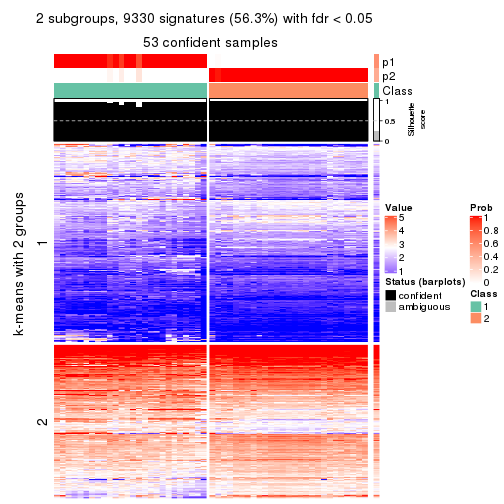 2 subgroups, 9330 signatures (56.3%) with fdr < 0.05
53 confident samples
p1
p2
Class
1
0.5
0
Silhouette
score
k-means with 2 groups
1
2
Value
5
4
3
2
1
Status (barplots)
confident
ambiguous
Prob
1
0.8
0.6
0.4
0.2
0
Class
1
2